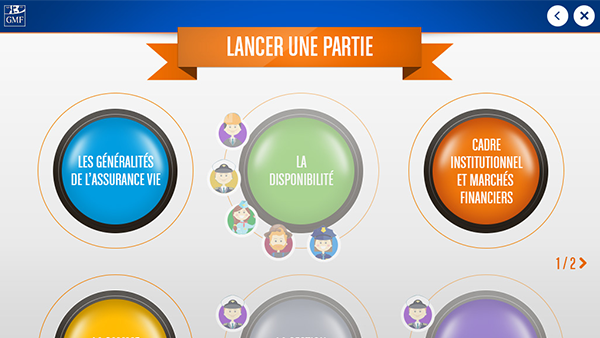 GMF
LANCER UNE PARTIE
LES GÉNÉRALITÉS
DE L'ASSURANCE VIE
LA
DISPONIBILITÉ
CADRE
INSTITUTIONNEL
ET MARCHÉS
FINANCIERS
1/2